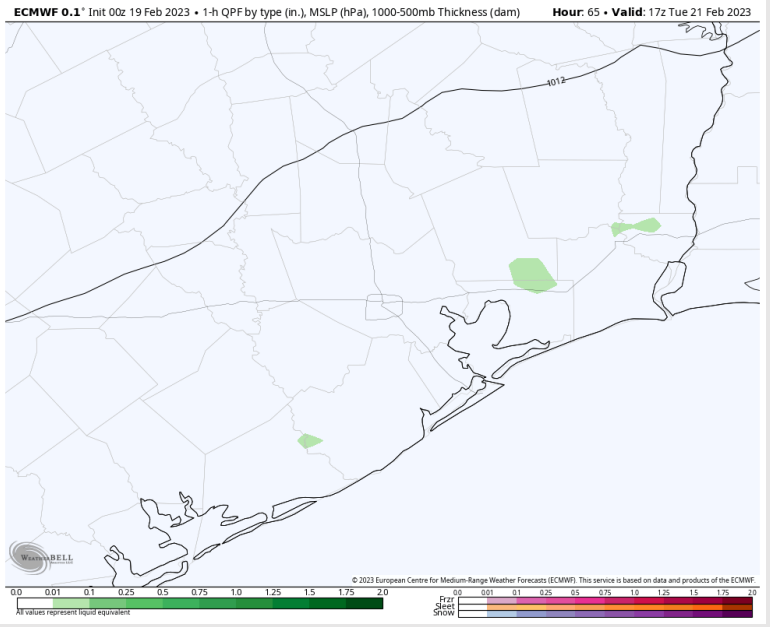 ECMWF 0.1° Init 00z 19 Feb 2023 • 1-h QPF by type (in.), MSLP (hPa), 1000-500mb Thickness (dam)
Hour: 65 • Valid: 17z Tue 21 Feb 2023
1012
WEATHERBELL
© 2023 European Centre for Medium-Range Weather Forecasts (ECMWF). This service is based on data and products of the ECMWF.
0.0 0.01 0.1 0.25 0.5 0.75 1.0 1.25 1.5 1.75 2.0
All values represent liquid equivalent
0.0 0.01 0.1 0.25 0.5 0.75 1.0 1.25 1.5 1.75 2.0
Frzr
Sleet
Snow